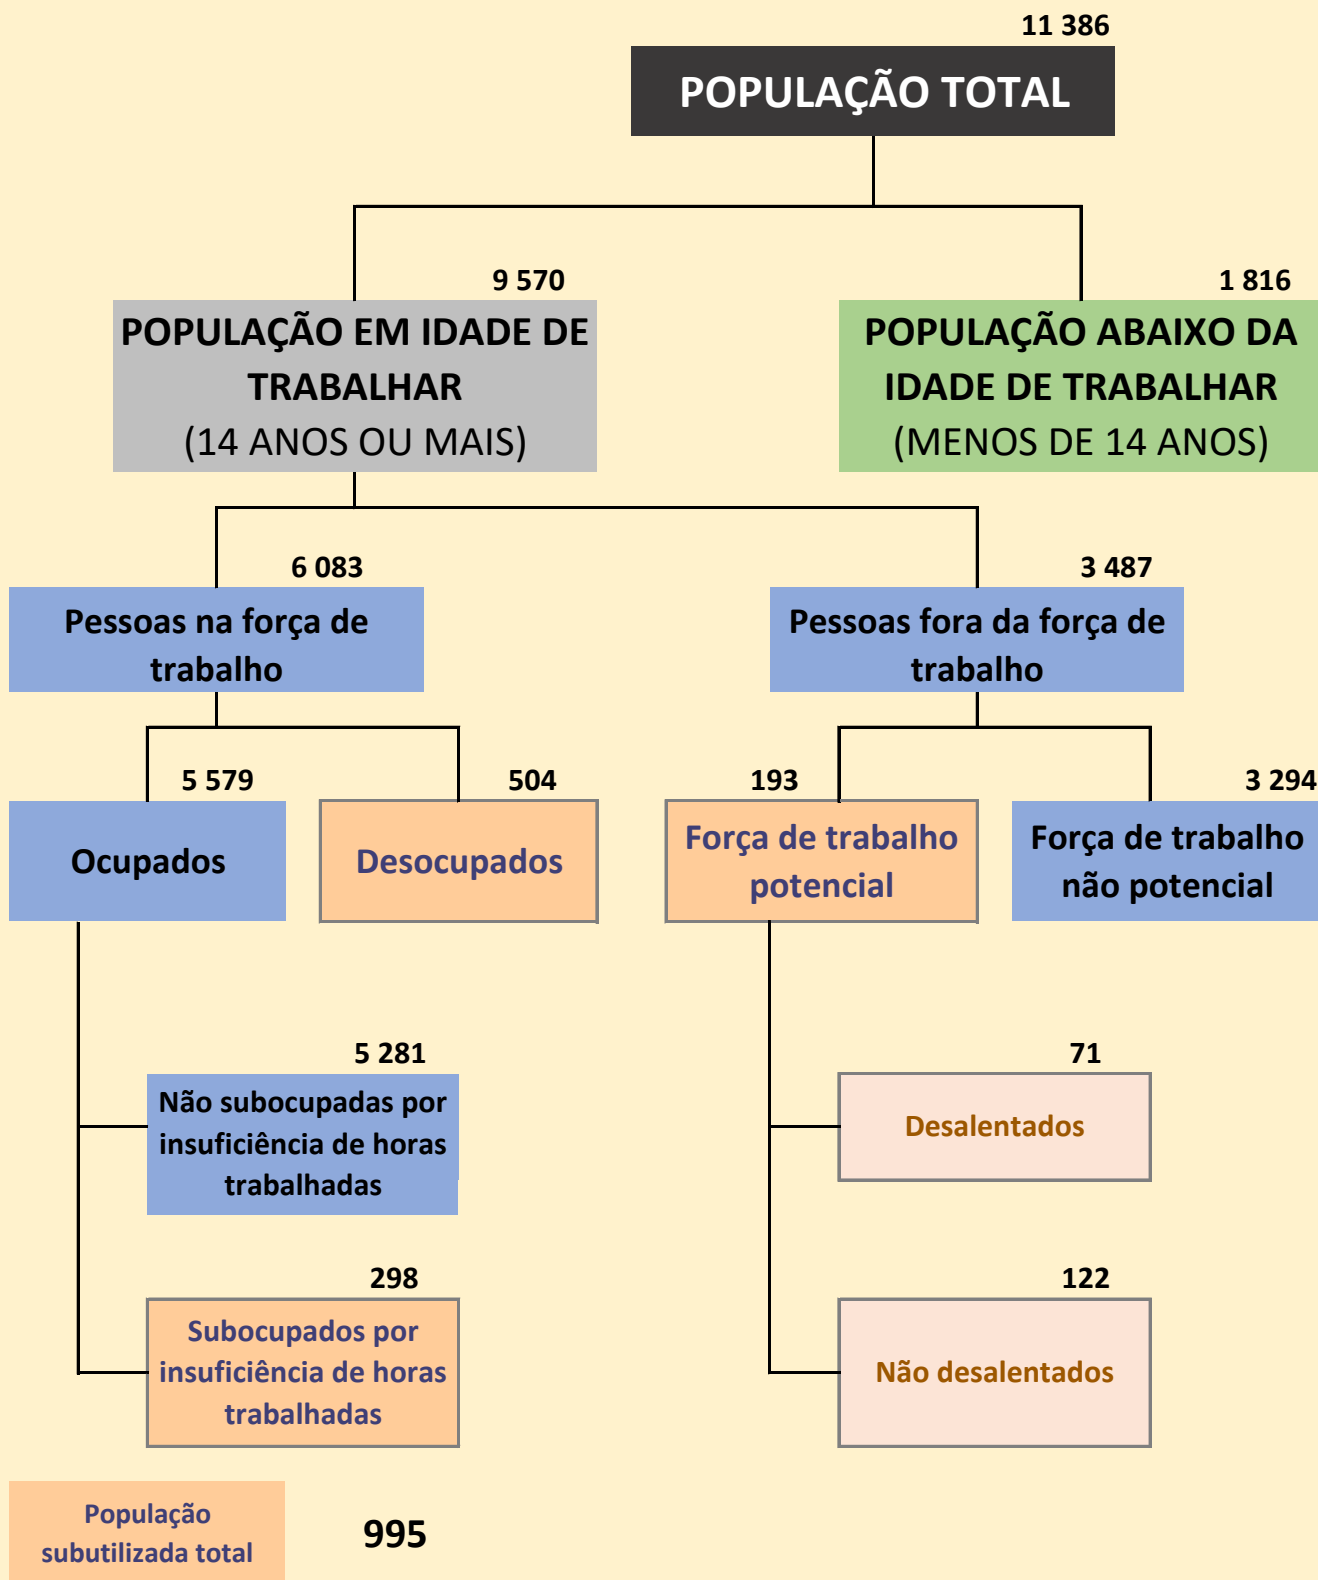 11 386
POPULAÇÃO TOTAL
9 570
POPULAÇÃO EM IDADE DE
TRABALHAR
(14 ANOS OU MAIS)
1 816
POPULAÇÃO ABAIXO DA
IDADE DE TRABALHAR
(MENOS DE 14 ANOS)
6 083
Pessoas na força de
trabalho
3 487
Pessoas fora da força de
trabalho
5 579
Ocupados
504
Desocupados
193
Força de trabalho
potencial
3 294
Força de trabalho
não potencial
5 281
Não subocupadas por
insuficiência de horas
trabalhadas
71
Desalentados
298
Subocupados por
insuficiência de horas
trabalhadas
122
Não desalentados
População
subutilizada total
995